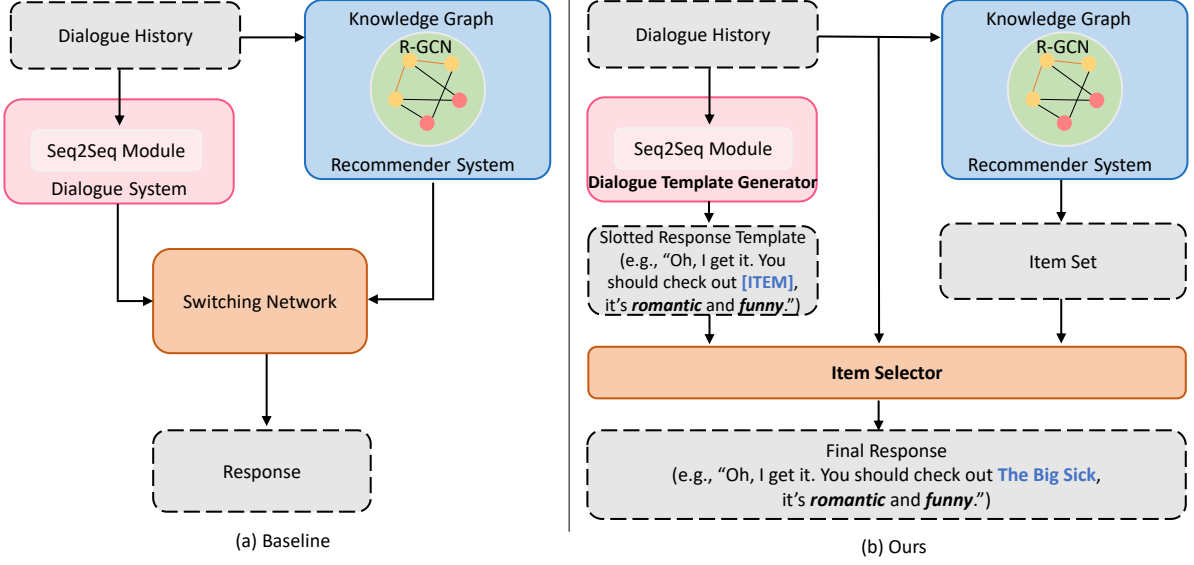 Dialogue History
Knowledge Graph
R-GCN
Recommender System
Seq2Seq Module
Dialogue System
Switching Network
Response
(a) Baseline
Dialogue History
Knowledge Graph
R-GCN
Recommender System
Seq2Seq Module
Dialogue Template Generator
Slotted Response Template
(e.g., “Oh, I get it. You
should check out [ITEM],
it’s romantic and funny.”)
Item Set
Item Selector
Final Response
(e.g., “Oh, I get it. You should check out The Big Sick,
it’s romantic and funny.”)
(b) Ours